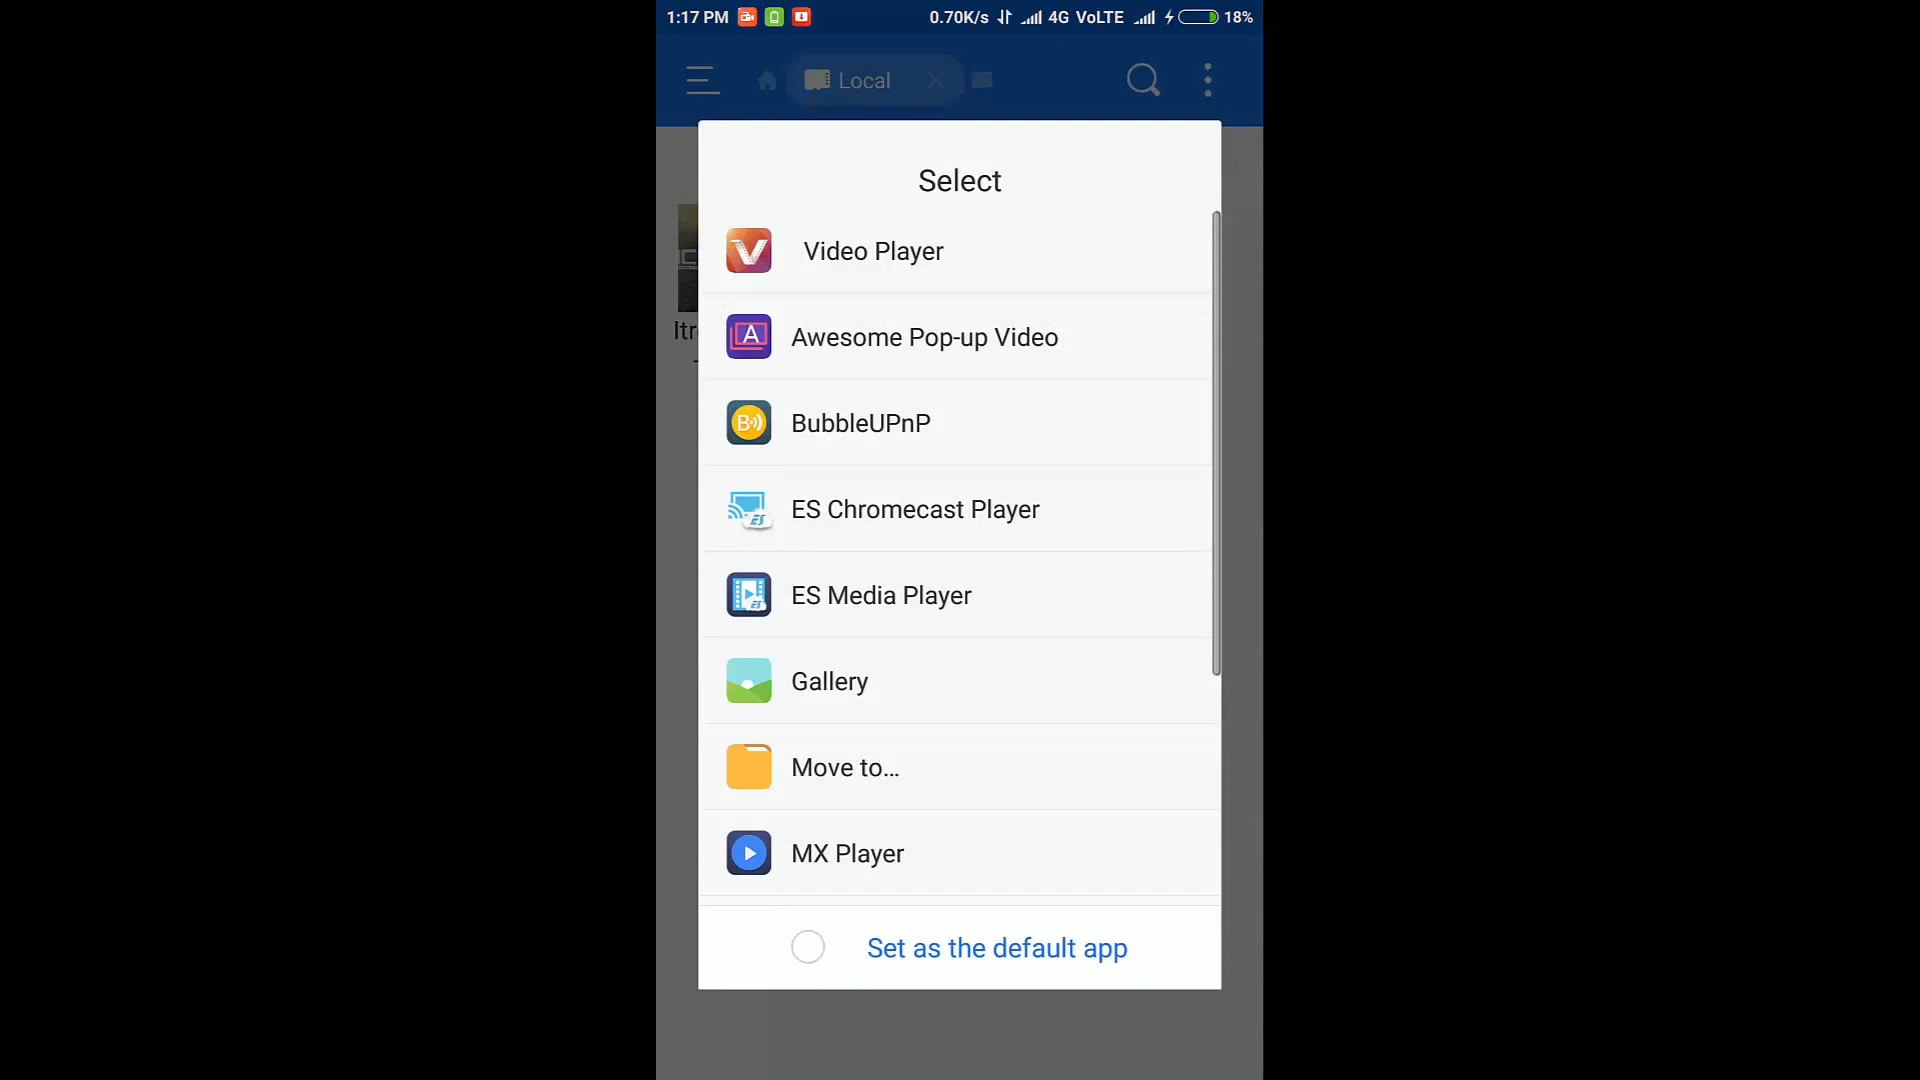 1:17 PM 0.70K/s 4G VoLTE 18%
Local
Select
Video Player
Awesome Pop-up Video
BubbleUPnP
ES Chromecast Player
ES Media Player
Gallery
Move to...
MX Player
Set as the default app